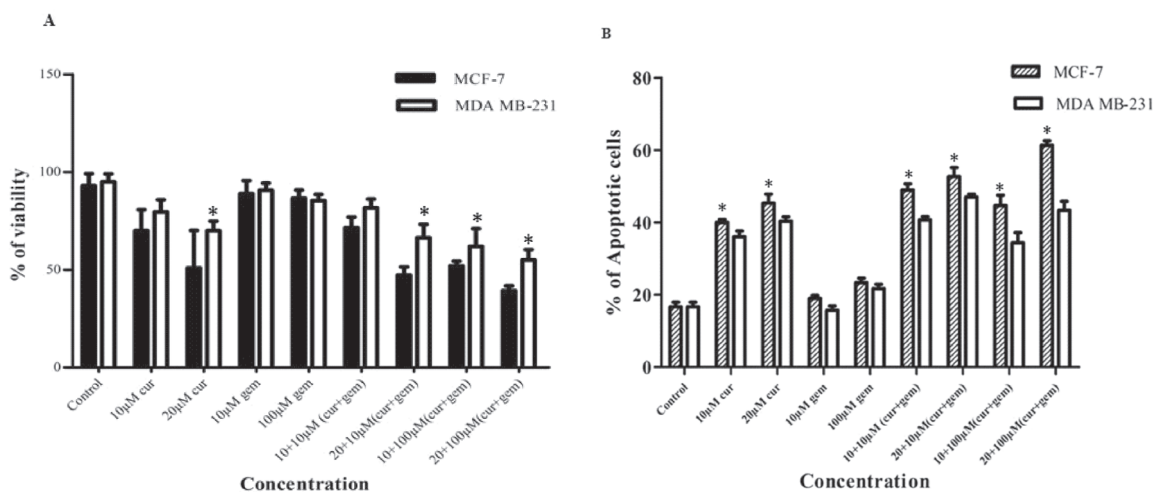 A
150
100
50
0
% of viability
MCF-7
MDA MB-231
*
*
*
*
Control
10µM cur
20µM cur
10µM gem
100µM gem
10+10µM (cur+gem)
20+10µM(cur+gem)
10+100µM(cur+gem)
20+100µM(cur+gem)
Concentration
B
80
60
40
20
0
% of Apoptotic cells
MCF-7
MDA MB-231
*
*
*
*
*
*
Control
10µM cur
20µM cur
10µM gem
100µM gem
10+10µM (cur+gem)
20+10µM(cur+gem)
10+100µM(cur+gem)
20+100µM(cur+gem)
Concentration